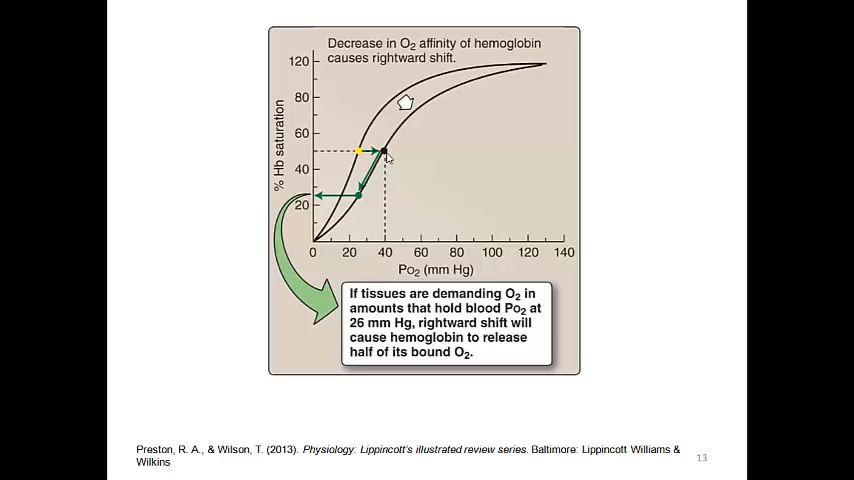 Decrease in O₂ affinity of hemoglobin
causes rightward shift.
% Hb saturation
120
80
60
40
20
0 20 40 60 80 100 120 140
Po₂ (mm Hg)
If tissues are demanding O₂ in
amounts that hold blood Po₂ at
26 mm Hg, rightward shift will
cause hemoglobin to release
half of its bound O₂.
Preston, R. A., & Wilson, T. (2013). Physiology: Lippincott's illustrated review series. Baltimore: Lippincott Williams &
Wilkins
13